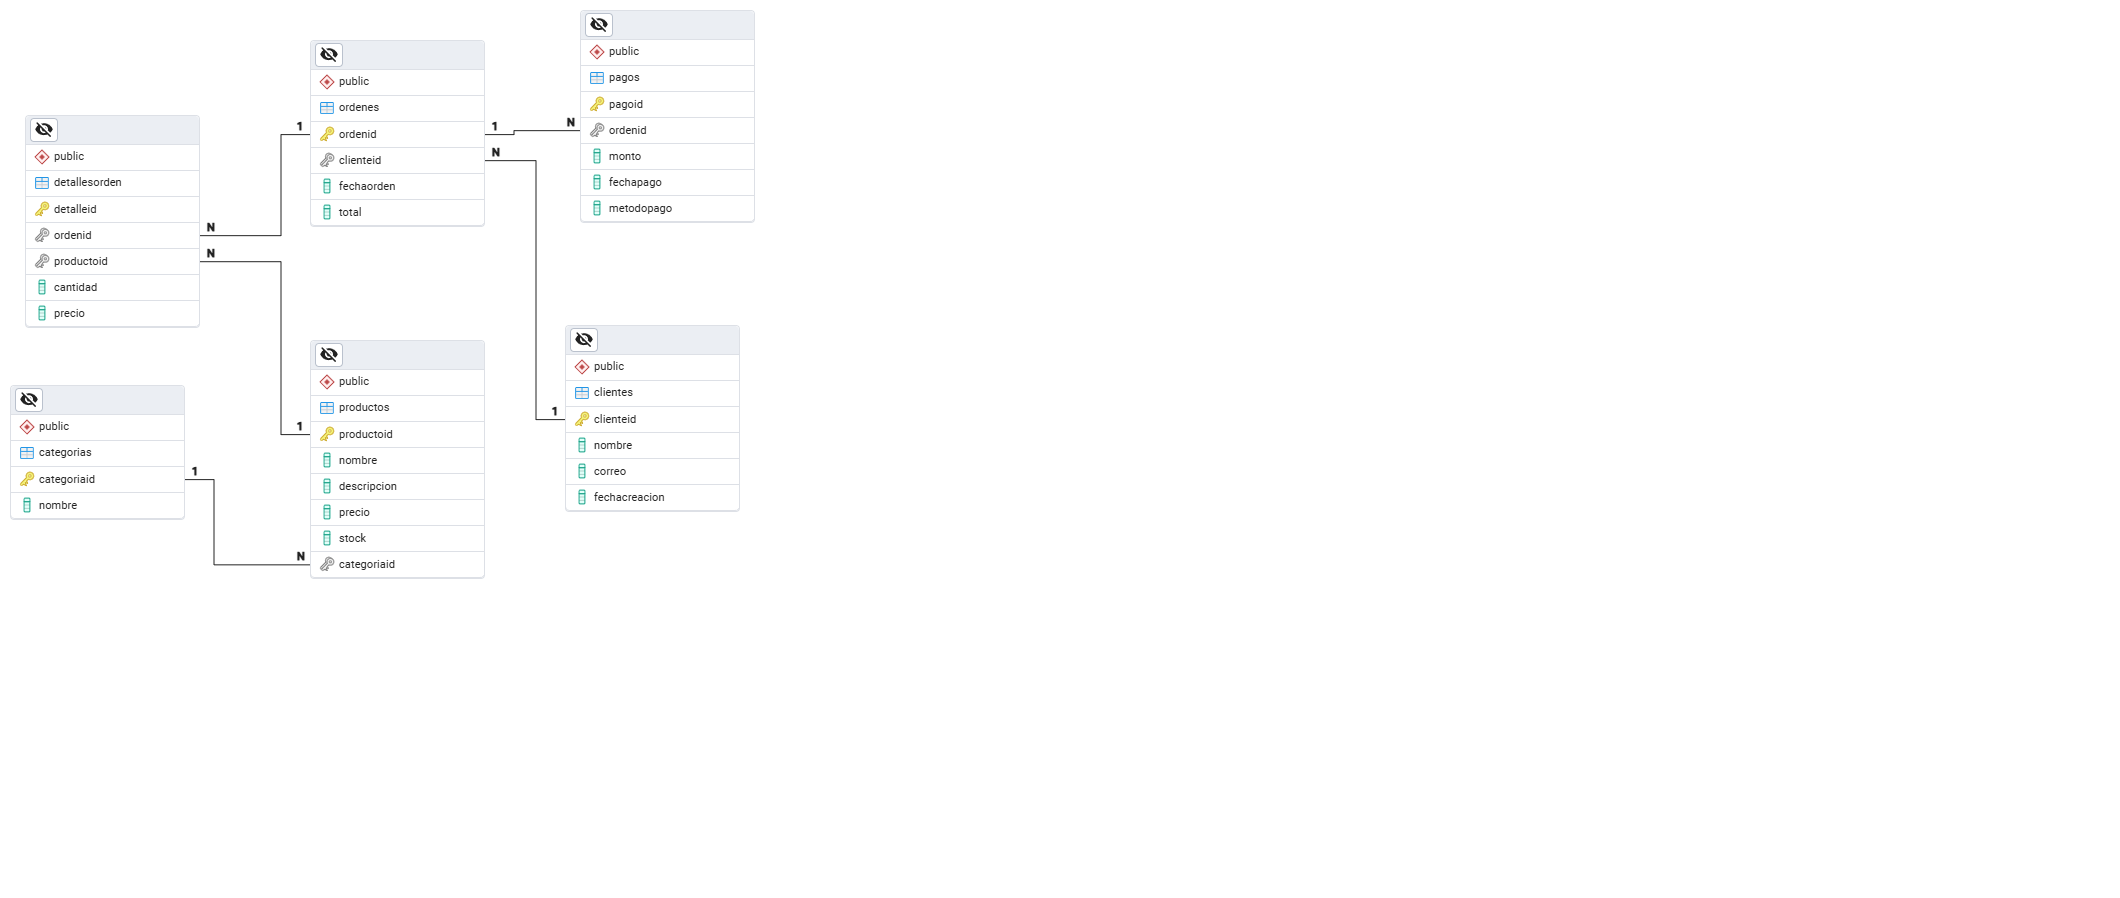 public
detallesorden
detalleid
ordenid
productoid
cantidad
precio
N
N
public
categorias
categoriaid
nombre
1
public
ordenes
ordenid
clienteid
fechaorden
total
1
1
N
public
productos
productoid
nombre
descripcion
precio
stock
categoriaid
1
N
public
pagos
pagoid
ordenid
monto
fechapago
metodopago
N
public
clientes
clienteid
nombre
correo
fechacreacion
1